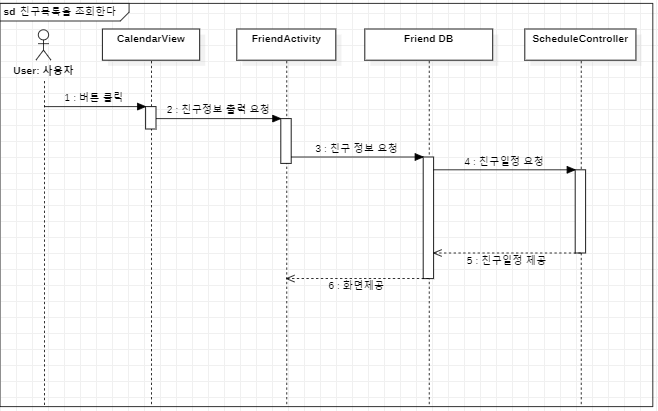 sd 친구목록을 조회한다
CalendarView
FriendActivity
Friend DB
ScheduleController
User: 사용자
1 : 버튼 클릭
2 : 친구정보 출력 요청
3 : 친구 정보 요청
4 : 친구일정 요청
5 : 친구일정 제공
6 : 화면제공